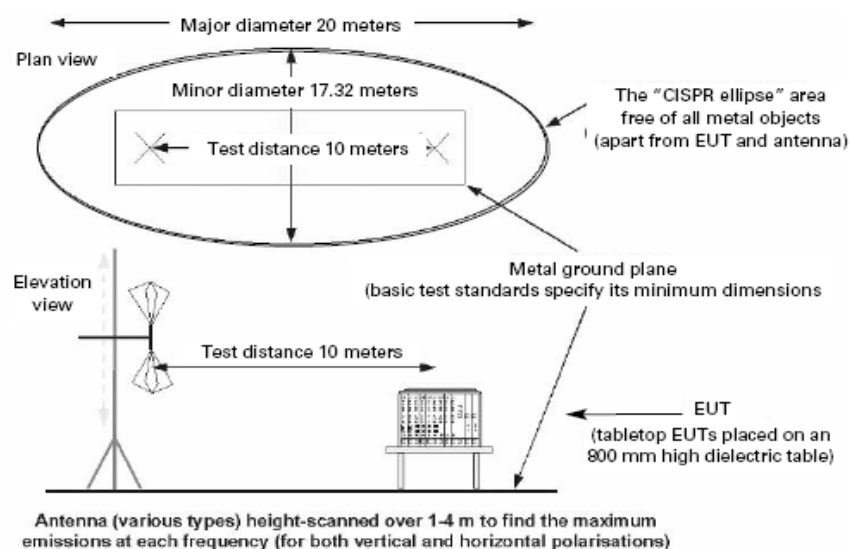 Major diameter 20 meters
Plan view
Minor diameter 17.32 meters
The "CISPR ellipse" area
free of all metal objects
(apart from EUT and antenna)
Test distance 10 meters
Metal ground plane
(basic test standards specify its minimum dimensions
Elevation
view
Test distance 10 meters
EUT
(tabletop EUTs placed on an
800 mm high dielectric table)
Antenna (various types) height-scanned over 1-4 m to find the maximum
emissions at each frequency (for both vertical and horizontal polarisations)